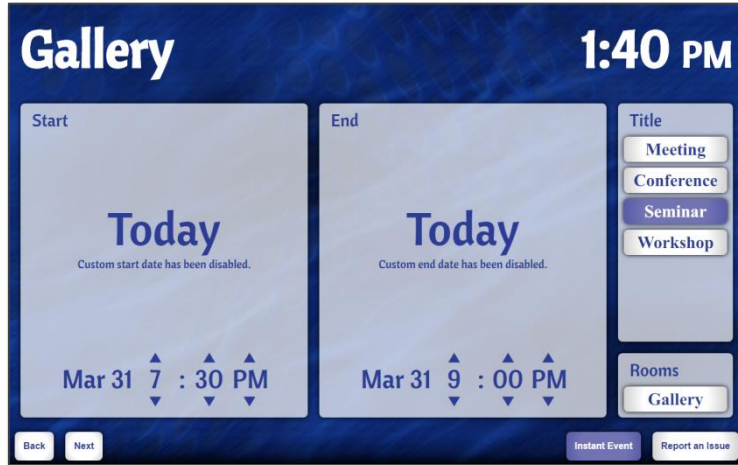 Gallery
1:40 PM
Start
Today
Custom start date has been disabled.
Mar 31 7 : 30 PM
End
Today
Custom end date has been disabled.
Mar 31 9 : 00 PM
Title
Meeting
Conference
Seminar
Workshop
Rooms
Gallery
Back
Next
Instant Event
Report an Issue